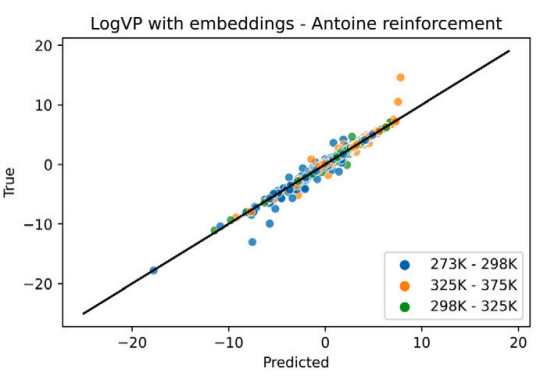 LogVP with embeddings - Antoine reinforcement
20
10
0
−10
−20
True
273K - 298K
325K - 375K
298K - 325K
−20 −10 0 10 20
Predicted